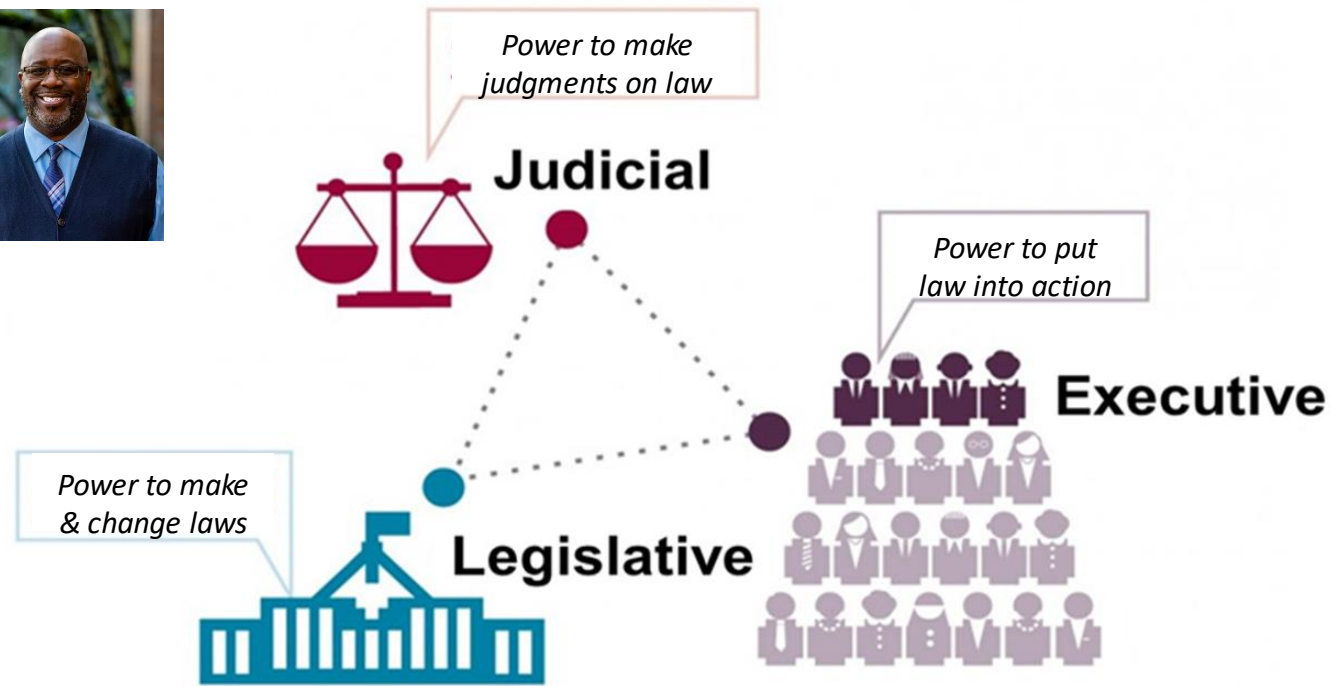 Power to make
judgments on law
Judicial
Power to put
law into action
Executive
Power to make
& change laws
Legislative